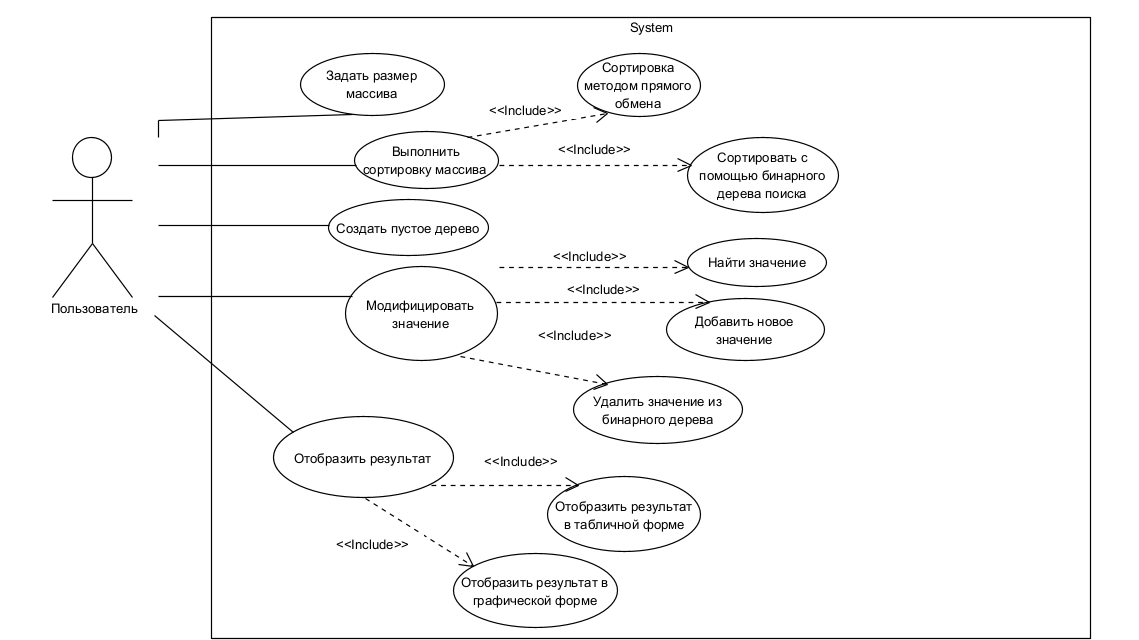 System
Задать размер
массива
Сортировка
методом прямого
обмена
<<Include>>
Выполнить
сортировку массива
<<Include>>
Сортировать с
помощью бинарного
дерева поиска
Создать пустое дерево
<<Include>>
Найти значение
<<Include>>
Модифицировать
значение
Добавить новое
значение
<<Include>>
Пользователь
Удалить значение из
бинарного дерева
Отобразить результат
<<Include>>
Отобразить результат
в табличной форме
<<Include>>
Отобразить результат в
графической форме